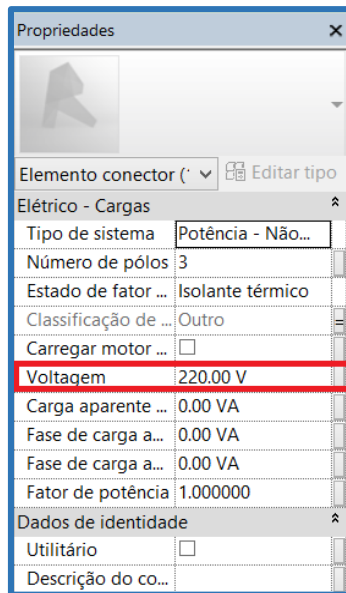 Propriedades
Elemento conector (' Editar tipo
Elétrico - Cargas
Tipo de sistema Potência - Não...
Número de pólos 3
Estado de fator ... Isolante térmico
Classificação de ... Outro =
Carregar motor ...
Voltagem 220.00 V
Carga aparente ... 0.00 VA
Fase de carga a... 0.00 VA
Fase de carga a... 0.00 VA
Fator de potência 1.000000
Dados de identidade
Utilitário
Descrição do co...